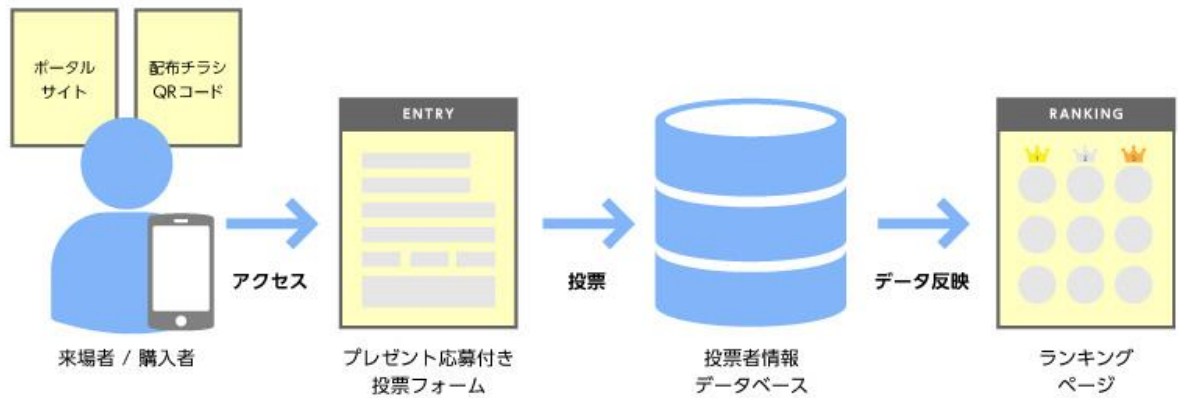 ポータル
サイト
配布チラシ
QRコード
ENTRY
RANKING
アクセス
投票
データ反映
来場者 / 購入者
プレゼント応募付き
投票フォーム
投票者情報
データベース
ランキング
ページ